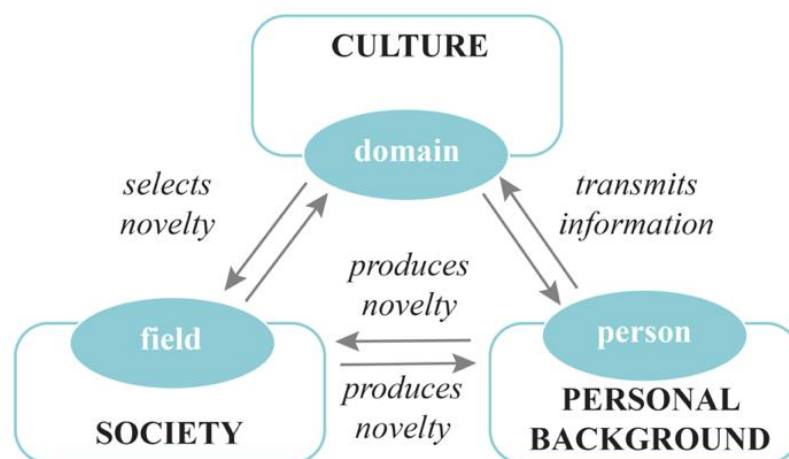 CULTURE
domain
selects
novelty
transmits
information
produces
novelty
field
person
produces
novelty
SOCIETY
PERSONAL
BACKGROUND